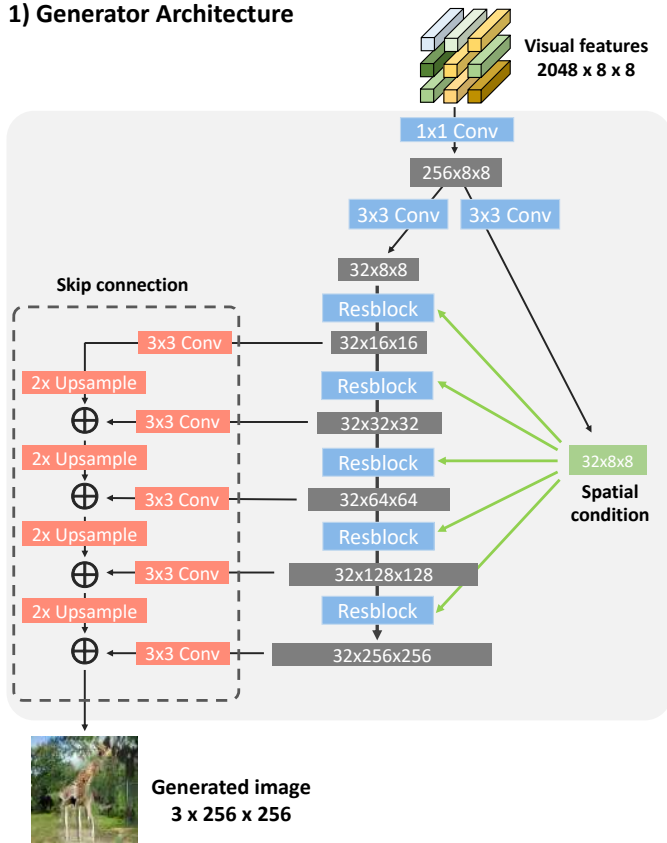 1) Generator Architecture
Visual features
2048 x 8 x 8
1x1 Conv
256x8x8
3x3 Conv
3x3 Conv
32x8x8
Skip connection
Resblock
3x3 Conv
32x16x16
2x Upsample
Resblock
3x3 Conv
32x32x32
2x Upsample
Resblock
32x8x8
Spatial
condition
3x3 Conv
32x64x64
2x Upsample
Resblock
3x3 Conv
32x128x128
2x Upsample
Resblock
3x3 Conv
32x256x256
Generated image
3 x 256 x 256